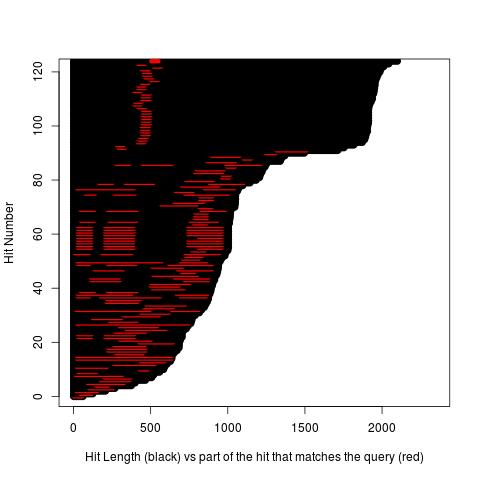 120
100
80
60
40
20
0
Hit Number
0 500 1000 1500 2000
Hit Length (black) vs part of the hit that matches the query (red)